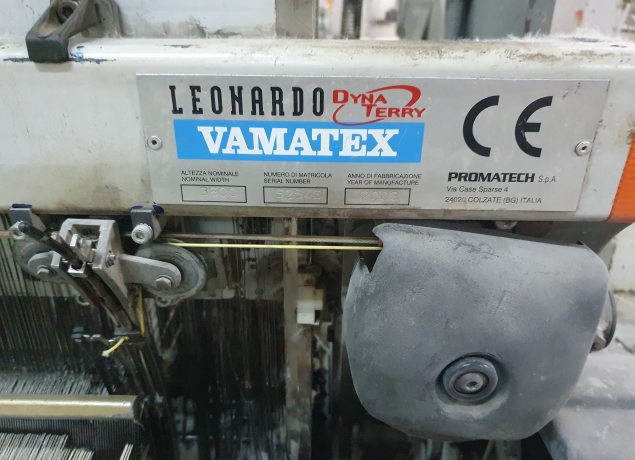 LEONARDO DYNA TERRY
VAMATEX
CE
ALTEZZA NOMINALE
NOMINAL WIDTH
NUMERO DI MATRICOLA
SERIAL NUMBER
ANNO DI FABBRICAZIONE
YEAR OF MANUFACTURE
PROMATECH S.p.A.
Via Case Sparse 4
24020 COLZATE (BG) ITALIA